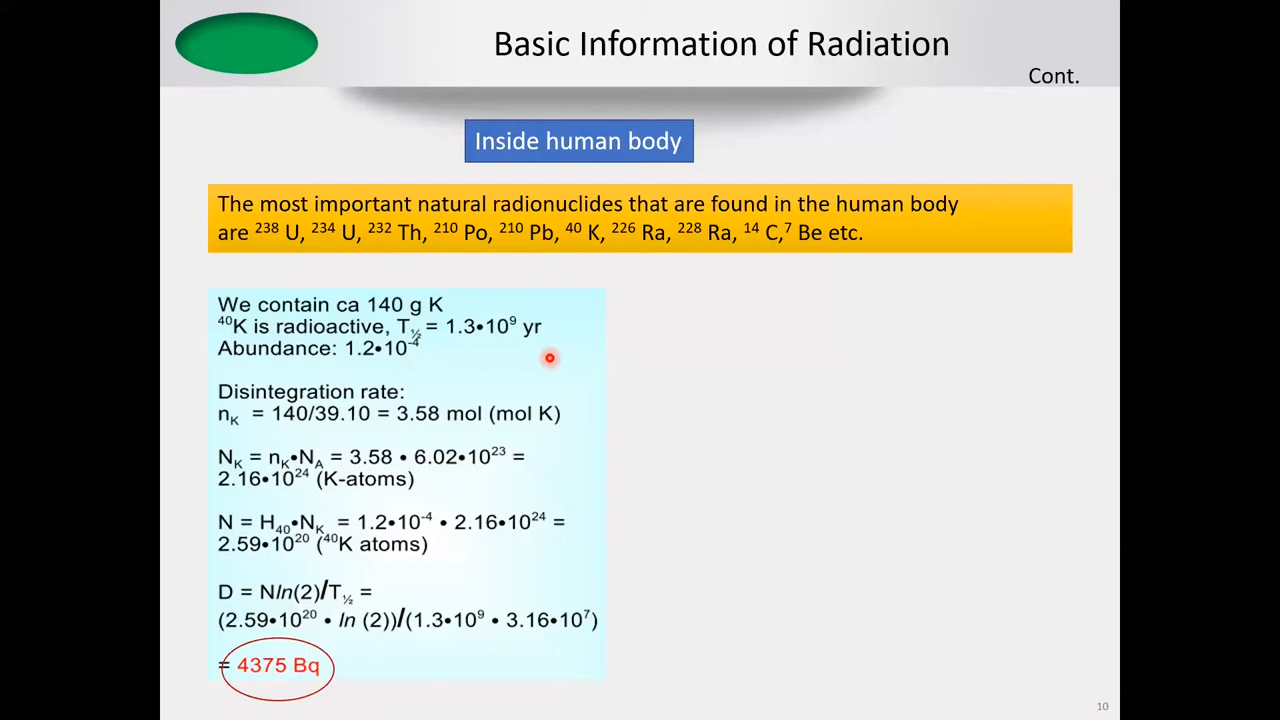 Basic Information of Radiation
Cont.
Inside human body
The most important natural radionuclides that are found in the human body
are ²³⁸ U, ²³⁴ U, ²³² Th, ²¹⁰ Po, ²¹⁰ Pb, ⁴⁰ K, ²²⁶ Ra, ²²⁸ Ra, ¹⁴ C,⁷ Be etc.
We contain ca 140 g K
⁴⁰K is radioactive, T½ = 1.3•10⁹ yr
Abundance: 1.2•10⁻⁴
Disintegration rate:
nK = 140/39.10 = 3.58 mol (mol K)
NK = nK•NA = 3.58 • 6.02•10²³ =
2.16•10²⁴ (K-atoms)
N = H₄₀•NK = 1.2•10⁻⁴ • 2.16•10²⁴ =
2.59•10²⁰ (⁴⁰K atoms)
D = Nln(2)/T½ =
(2.59•10²⁰ • ln (2))/(1.3•10⁹ • 3.16•10⁷)
= 4375 Bq
10